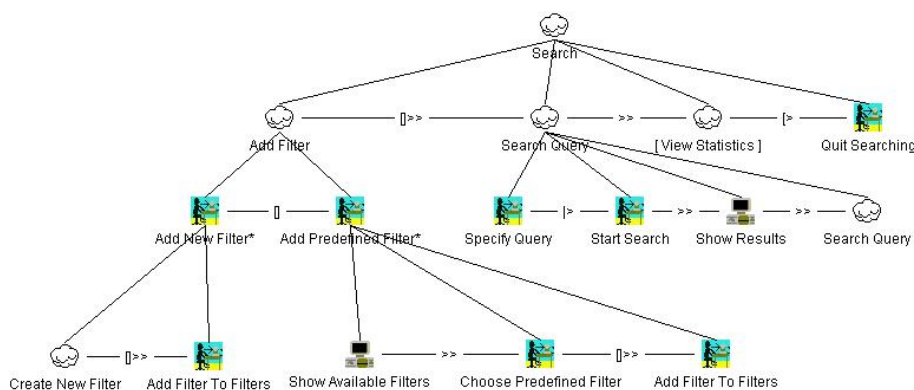 Search
[]>> >> [>
Add Filter Search Query [ View Statistics ] Quit Searching
[] |> >> >>
Add New Filter* Add Predefined Filter* Specify Query Start Search Show Results Search Query
[]>> >> []>>
Create New Filter Add Filter To Filters Show Available Filters Choose Predefined Filter Add Filter To Filters